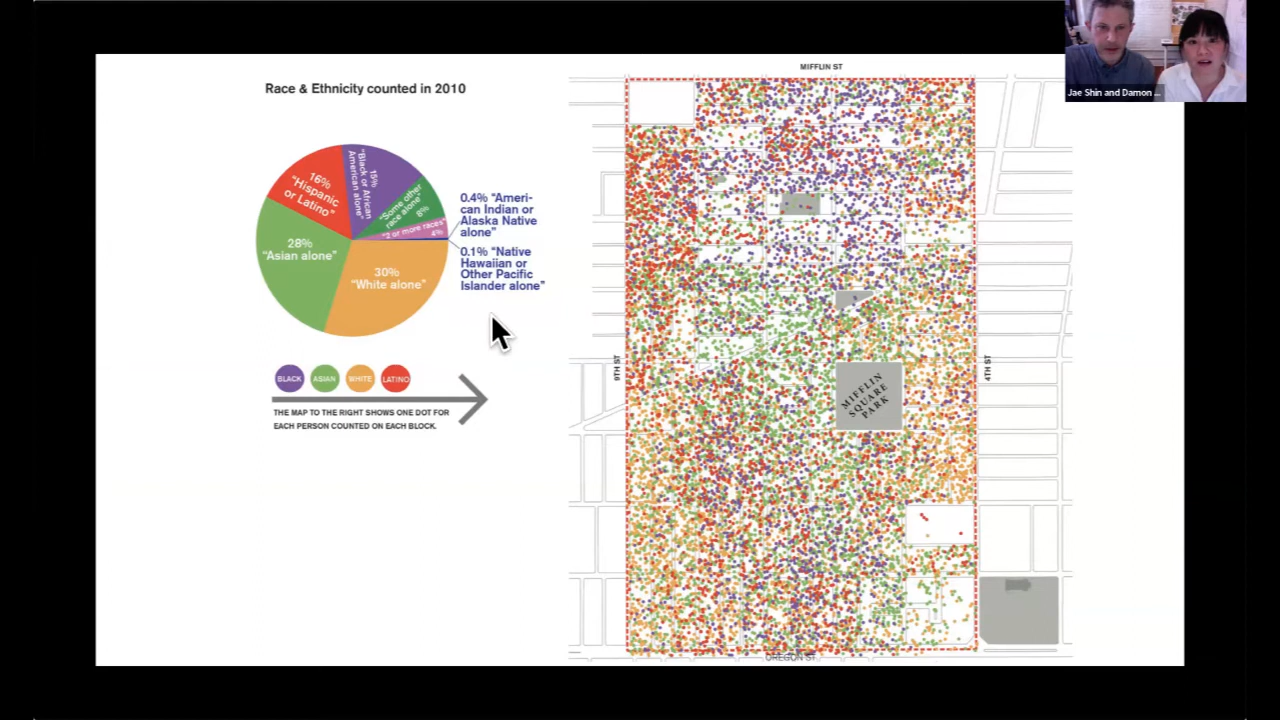 Race & Ethnicity counted in 2010
16%
"Hispanic
or Latino"
15%
"Black or African
American alone"
"Some other
race alone"
8%
"2 or more races"
4%
28%
"Asian alone"
30%
"White alone"
0.4% "Ameri-
can Indian or
Alaska Native
alone"
0.1% "Native
Hawaiian or
Other Pacific
Islander alone"
BLACK
ASIAN
WHITE
LATINO
THE MAP TO THE RIGHT SHOWS ONE DOT FOR
EACH PERSON COUNTED ON EACH BLOCK.
MIFFLIN ST
9TH ST
4TH ST
MIFFLIN
SQUARE
PARK
OREGON ST
Jae Shin and Damon ...